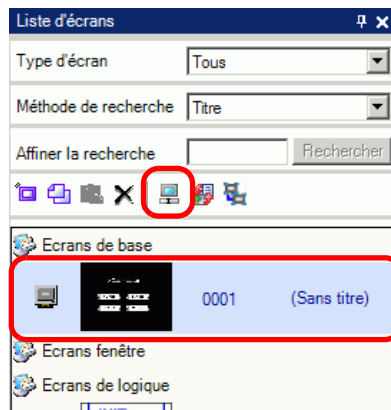 Liste d'écrans
Type d'écran Tous
Méthode de recherche Titre
Affiner la recherche Rechercher
Ecrans de base
0001 (Sans titre)
Ecrans fenêtre
Ecrans de logique